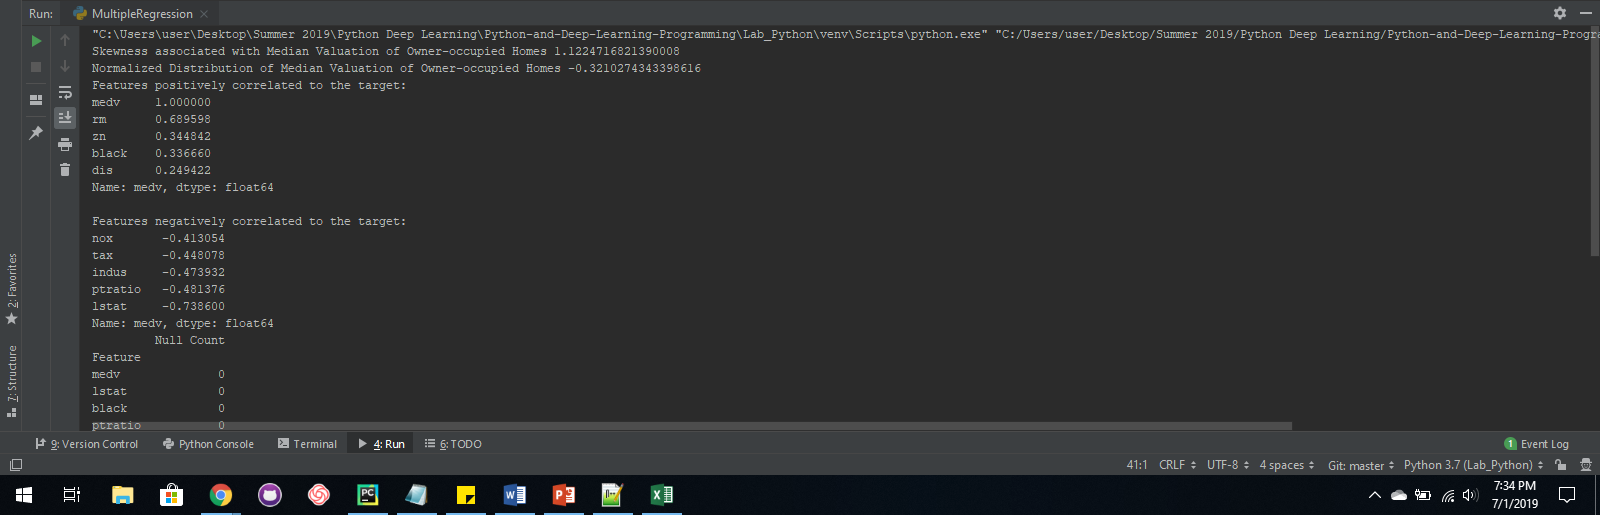 Run: MultipleRegression
"C:\Users\user\Desktop\Summer 2019\Python Deep Learning\Python-and-Deep-Learning-Programming\Lab_Python\venv\Scripts\python.exe" "C:/Users/user/Desktop/Summer 2019/Python Deep Learning/Python-and-Deep-Learning-Progra
Skewness associated with Median Valuation of Owner-occupied Homes 1.1224716821390008
Normalized Distribution of Median Valuation of Owner-occupied Homes -0.3210274343398616
Features positively correlated to the target:
medv 1.000000
rm 0.689598
zn 0.344842
black 0.336660
dis 0.249422
Name: medv, dtype: float64
Features negatively correlated to the target:
nox -0.413054
tax -0.448078
indus -0.473932
ptratio -0.481376
lstat -0.738600
Name: medv, dtype: float64
Null Count
Feature
medv 0
lstat 0
black 0
ptratio 0
2: Favorites
7: Structure
9: Version Control Python Console Terminal 4: Run 6: TODO 1 Event Log
41:1 CRLF UTF-8 4 spaces Git: master Python 3.7 (Lab_Python)
7:34 PM
7/1/2019